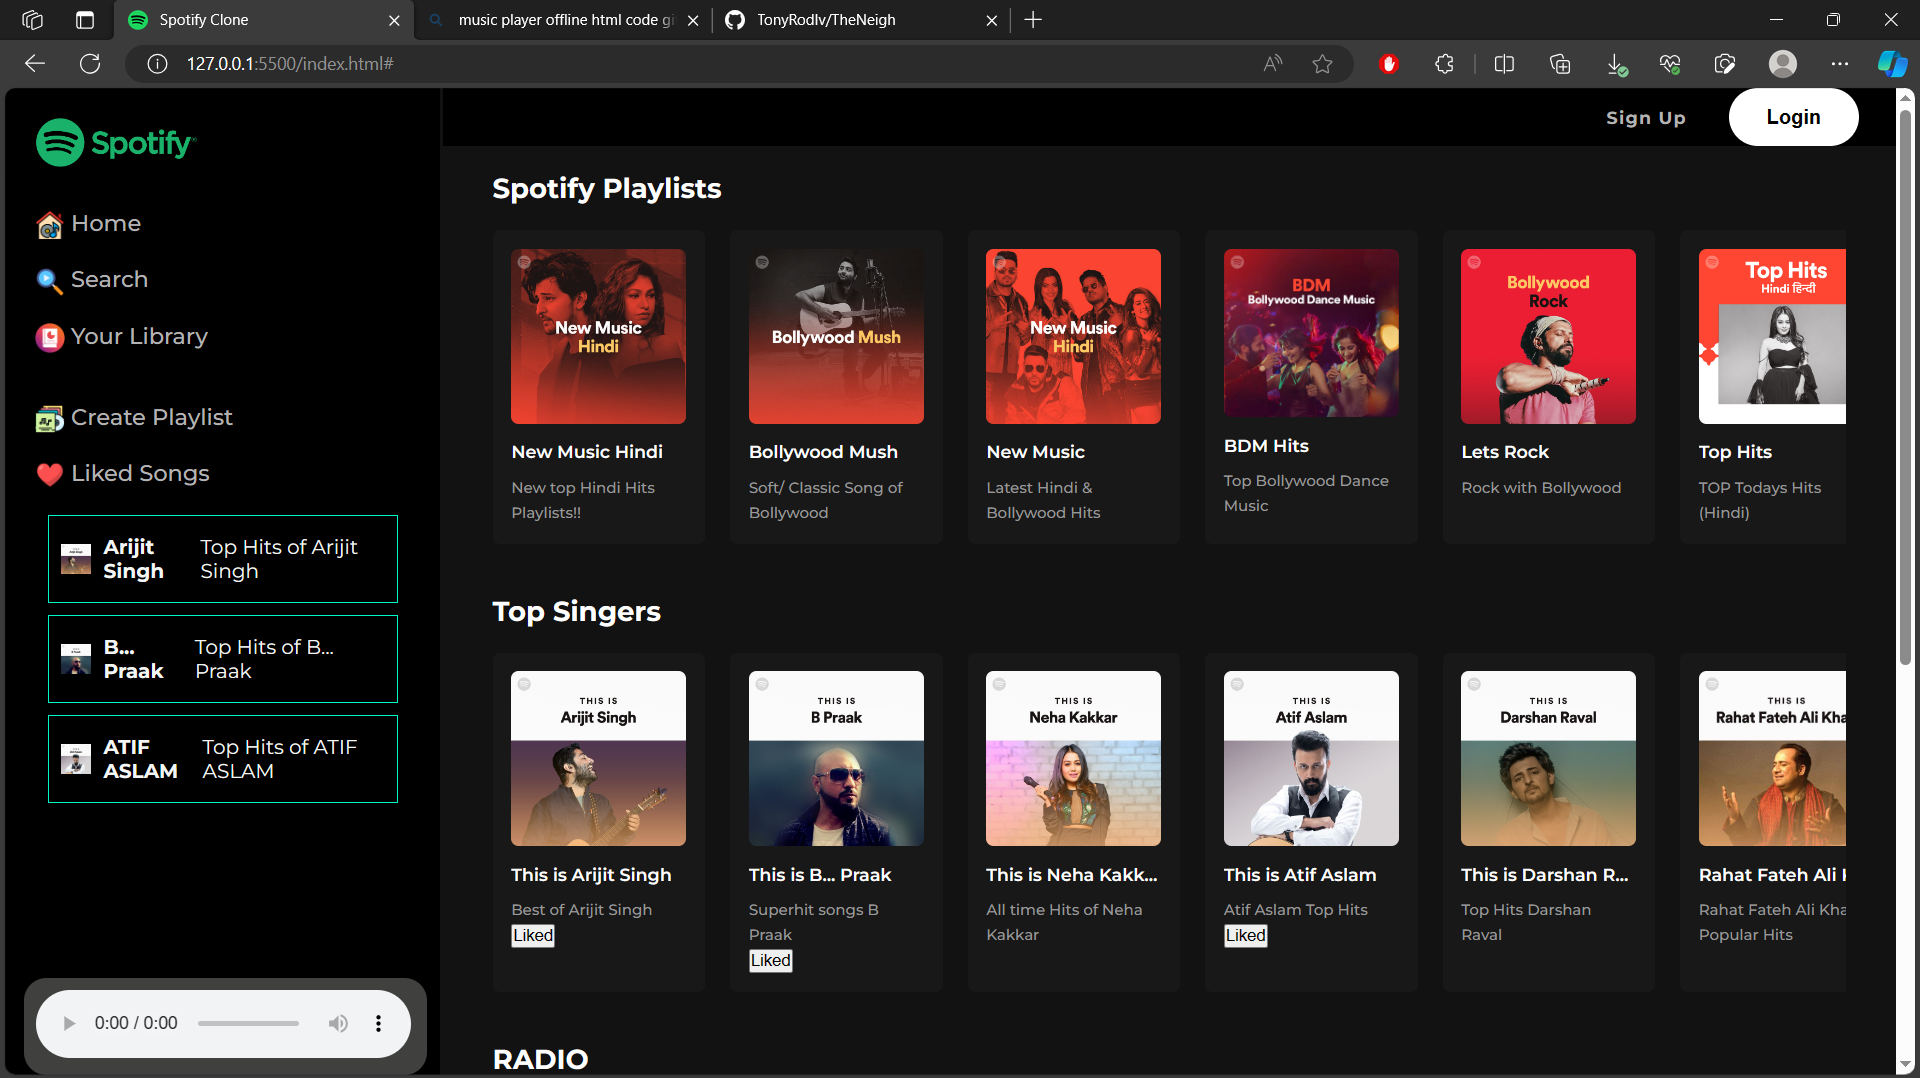 Spotify Clone
music player offline html code gi
TonyRodlv/TheNeigh
127.0.0.1:5500/index.html#
Spotify
Home
Search
Your Library
Create Playlist
Liked Songs
Arijit Singh
Top Hits of Arijit Singh
B... Praak
Top Hits of B... Praak
ATIF ASLAM
Top Hits of ATIF ASLAM
0:00 / 0:00
Sign Up
Login
Spotify Playlists
New Music
Hindi
New Music Hindi
New top Hindi Hits
Playlists!!
Bollywood Mush
Bollywood Mush
Soft/ Classic Song of
Bollywood
New Music
Hindi
New Music
Latest Hindi &
Bollywood Hits
BDM
Bollywood Dance Music
BDM Hits
Top Bollywood Dance
Music
Bollywood
Rock
Lets Rock
Rock with Bollywood
Top Hits
Hindi हिन्दी
Top Hits
TOP Todays Hits
(Hindi)
Top Singers
THIS IS
Arijit Singh
This is Arijit Singh
Best of Arijit Singh
Liked
THIS IS
B Praak
This is B... Praak
Superhit songs B
Praak
Liked
THIS IS
Neha Kakkar
This is Neha Kakk...
All time Hits of Neha
Kakkar
THIS IS
Atif Aslam
This is Atif Aslam
Atif Aslam Top Hits
Liked
THIS IS
Darshan Raval
This is Darshan R...
Top Hits Darshan
Raval
THIS IS
Rahat Fateh Ali Kha
Rahat Fateh Ali K
Rahat Fateh Ali Kha
Popular Hits
RADIO